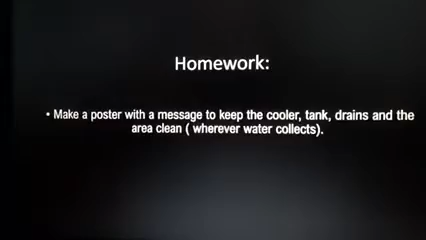 Homework:
• Make a poster with a message to keep the cooler, tank, drains and the
area clean ( wherever water collects).